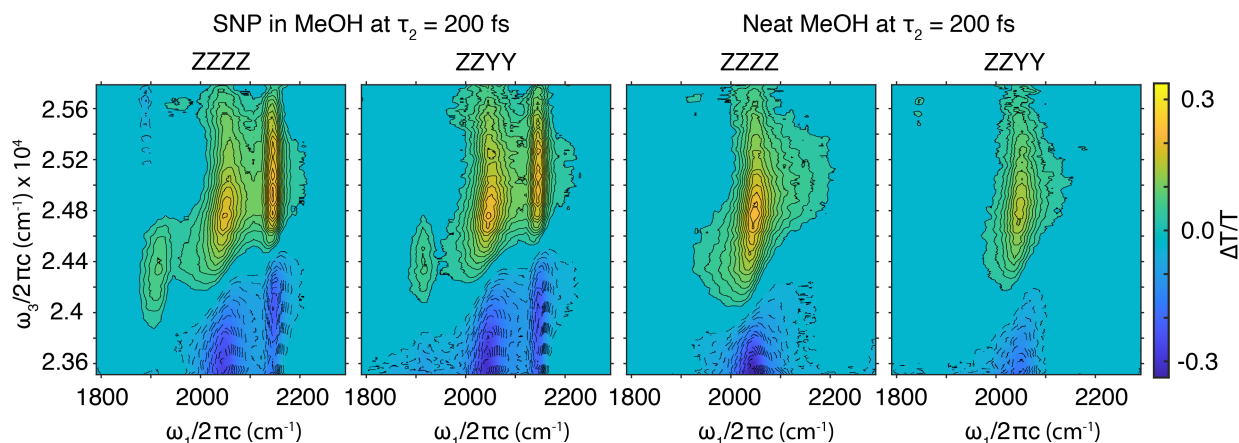 SNP in MeOH at τ₂ = 200 fs
Neat MeOH at τ₂ = 200 fs
ZZZZ
ZZYY
ZZZZ
ZZYY
ω₃/2πc (cm⁻¹) x 10⁴
2.56
2.52
2.48
2.44
2.4
2.36
1800
2000
2200
1800
2000
2200
1800
2000
2200
1800
2000
2200
ω₁/2πc (cm⁻¹)
ω₁/2πc (cm⁻¹)
ω₁/2πc (cm⁻¹)
ω₁/2πc (cm⁻¹)
0.3
0.0
-0.3
ΔT/T